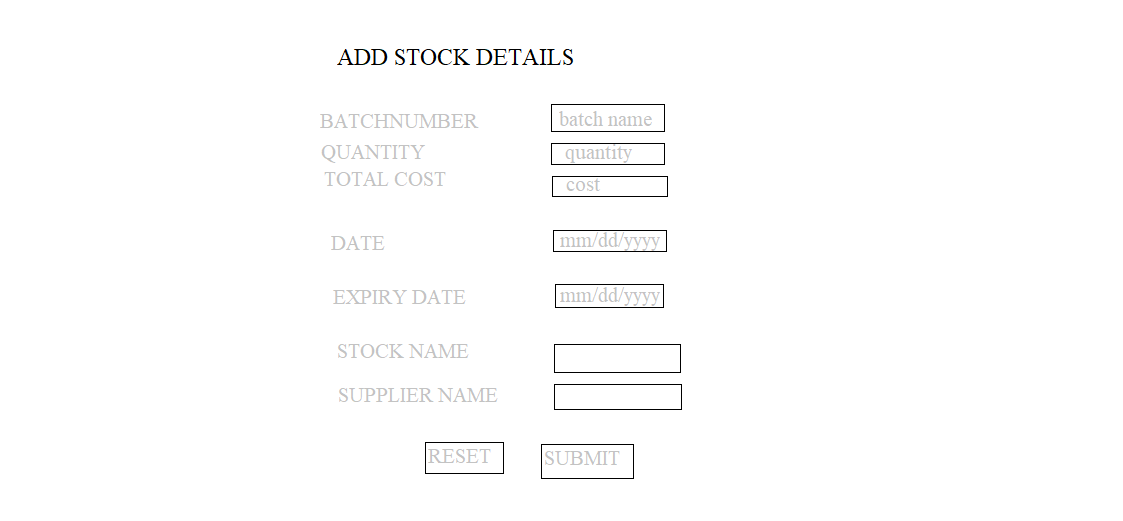 ADD STOCK DETAILS
BATCHNUMBER batch name
QUANTITY quantity
TOTAL COST cost
DATE mm/dd/yyyy
EXPIRY DATE mm/dd/yyyy
STOCK NAME
SUPPLIER NAME
RESET SUBMIT